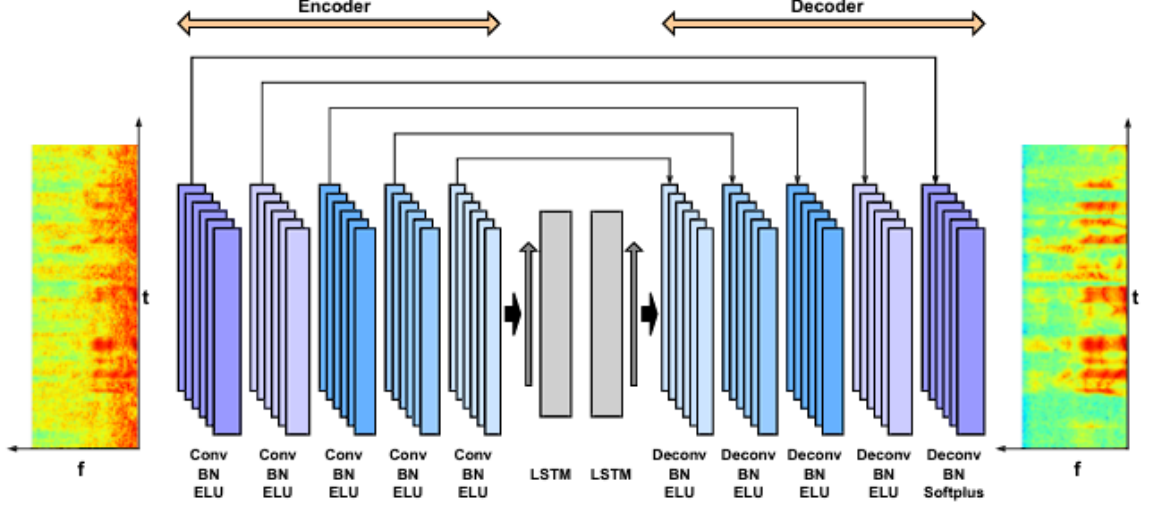 Encoder
Decoder
t
t
f
f
Conv
BN
ELU
Conv
BN
ELU
Conv
BN
ELU
Conv
BN
ELU
Conv
BN
ELU
LSTM
LSTM
Deconv
BN
ELU
Deconv
BN
ELU
Deconv
BN
ELU
Deconv
BN
ELU
Deconv
BN
Softplus